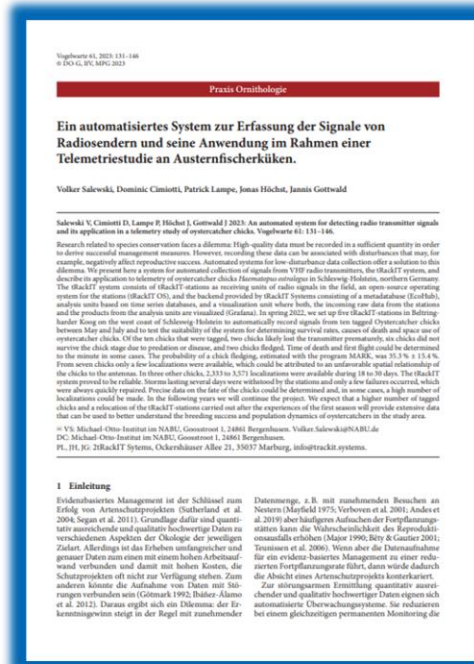 Vogelwarte 61, 2023: 131–146
© DO-G, IfV, MPG 2023
Praxis Ornithologie
Ein automatisiertes System zur Erfassung der Signale von
Radiosendern und seine Anwendung im Rahmen einer
Telemetriestudie an Austernfischerküken.
Volker Salewski, Dominic Cimiotti, Patrick Lampe, Jonas Höchst, Jannis Gottwald
Salewski V, Cimiotti D, Lampe P, Höchst J, Gottwald J 2023: An automated system for detecting radio transmitter signals
and its application in a telemetry study of oystercatcher chicks. Vogelwarte 61: 131–146.
Research related to species conservation faces a dilemma: High-quality data must be recorded in a sufficient quantity in order
to derive successful management measures. However, recording these data can be associated with disturbances that may, for
example, negatively affect reproductive success. Automated systems for low-disturbance data collection offer a solution to this
dilemma. We present here a system for automated collection of signals from VHF radio transmitters, the tRackIT system, and
describe its application to telemetry of oystercatcher chicks Haematopus ostralegus in Schleswig-Holstein, northern Germany.
The tRackIT system consists of tRackIT-stations as receiving units of radio signals in the field, an open-source operating
system for the stations (tRackIT OS), and the backend provided by tRackIT Systems consisting of a metadatabase (EcoHub),
analysis units based on time series databases, and a visualization unit where both, the incoming raw data from the stations
and the products from the analysis units are visualized (Grafana). In spring 2022, we set up five tRackIT-stations in Beltring-
harder Koog on the west coast of Schleswig-Holstein to automatically record signals from ten tagged Oystercatcher chicks
between May and July and to test the suitability of the system for determining survival times, causes of death and space use of
oystercatcher chicks. Of the ten chicks that were tagged, two chicks likely lost the transmitter prematurely, six chicks did not
survive the chick stage due to predation or disease, and two chicks fledged. Time of death and first flight could be determined
to the minute in some cases. The probability of a chick fledging, estimated with the program MARK, was 35.3 % ± 15.4 %.
From seven chicks only a few localizations were available, which could be attributed to an unfavorable spatial relationship of
the chicks to the antennas. In three other chicks, 2,333 to 3,571 localizations were available during 18 to 30 days. The tRackIT
system proved to be reliable. Storms lasting several days were withstood by the stations and only a few failures occurred, which
were always quickly repaired. Precise data on the fate of the chicks could be determined and, in some cases, a high number of
localizations could be made. In the following years we will continue the project. We expect that a higher number of tagged
chicks and a relocation of the tRackIT-stations carried out after the experiences of the first season will provide extensive data
that can be used to better understand the breeding success and population dynamics of oystercatchers in the study area.
VS: Michael-Otto-Institut im NABU, Goosstroot 1, 24861 Bergenhusen. Volker.Salewski@NABU.de
DC: Michael-Otto-Institut im NABU, Goosstroot 1, 24861 Bergenhusen.
PL, JH, JG: tRackIT Sytems, Ockershäuser Allee 21, 35037 Marburg, info@trackit.systems.
1 Einleitung
Evidenzbasiertes Management ist der Schlüssel zum
Erfolg von Artenschutzprojekten (Sutherland et al.
2004; Segan et al. 2011). Grundlage dafür sind quanti-
tativ ausreichende und qualitativ hochwertige Daten zu
verschiedenen Aspekten der Ökologie der jeweiligen
Zielart. Allerdings ist das Erheben umfangreicher und
genauer Daten zum einen mit einem hohen Arbeitsauf-
wand verbunden und damit mit hohen Kosten, die
Schutzprojekten oft nicht zur Verfügung stehen. Zum
anderen könnte die Aufnahme von Daten mit Stö-
rungen verbunden sein (Götmark 1992; Ibáñez-Álamo
et al. 2012). Daraus ergibt sich ein Dilemma: der Er-
kenntnisgewinn steigt in der Regel mit zunehmender
Datenmenge, z. B. mit zunehmenden Besuchen an
Nestern (Mayfield 1975; Verboven et al. 2001; Andes
et al. 2019) aber häufigeres Aufsuchen der Fortpflanzungs-
stätten kann die Wahrscheinlichkeit des Reprodukti-
onsausfalls erhöhen (Major 1990; Bêty & Gautier 2001;
Teunissen et al. 2006). Wenn aber die Datenaufnahme
für ein evidenz-basiertes Management zu einer redu-
zierten Fortpflanzungsrate führt, dann würde dadurch
die Absicht eines Artenschutzprojekts konterkariert.
Zur störungsarmen Ermittlung quantitativ ausrei-
chender und qualitativ hochwertiger Daten eignen sich
automatisierte Überwachungssysteme. Sie reduzieren
bei einem gleichzeitigen permanenten Monitoring die